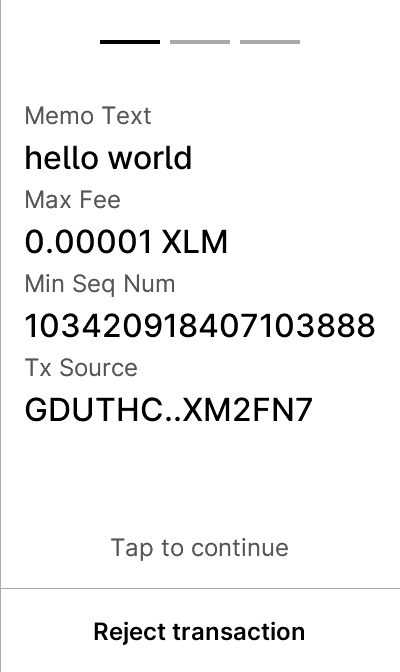 Memo Text
hello world
Max Fee
0.00001 XLM
Min Seq Num
103420918407103888
Tx Source
GDUTHC..XM2FN7
Tap to continue
Reject transaction